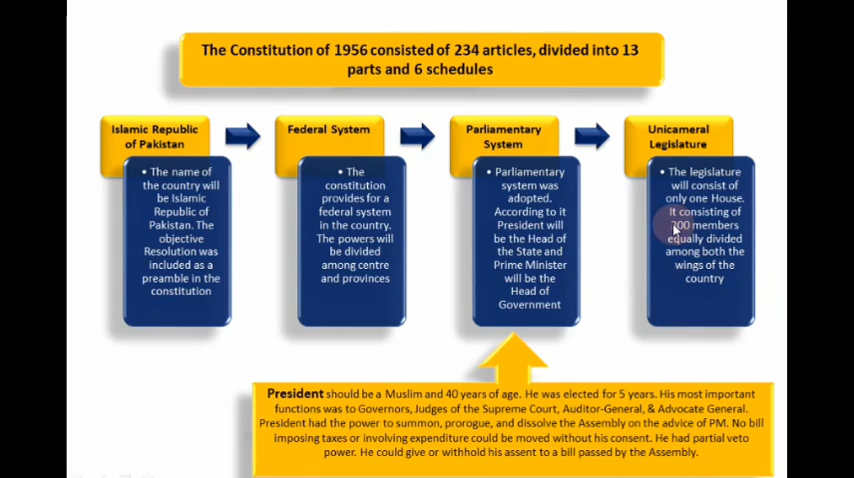 The Constitution of 1956 consisted of 234 articles, divided into 13
parts and 6 schedules
Islamic Republic
of Pakistan
• The name of
the country will
be Islamic
Republic of
Pakistan. The
objective
Resolution was
included as a
preamble in the
constitution
Federal System
• The
constitution
provides for a
federal system
in the country.
The powers will
be divided
among centre
and provinces
Parliamentary
System
• Parliamentary
system was
adopted.
According to it
President will
be the Head of
the State and
Prime Minister
will be the
Head of
Government
Unicameral
Legislature
• The legislature
will consist of
only one House.
It consisting of
300 members
equally divided
among both the
wings of the
country
President should be a Muslim and 40 years of age. He was elected for 5 years. His most important
functions was to Governors, Judges of the Supreme Court, Auditor-General, & Advocate General.
President had the power to summon, prorogue, and dissolve the Assembly on the advice of PM. No bill
imposing taxes or involving expenditure could be moved without his consent. He had partial veto
power. He could give or withhold his assent to a bill passed by the Assembly.